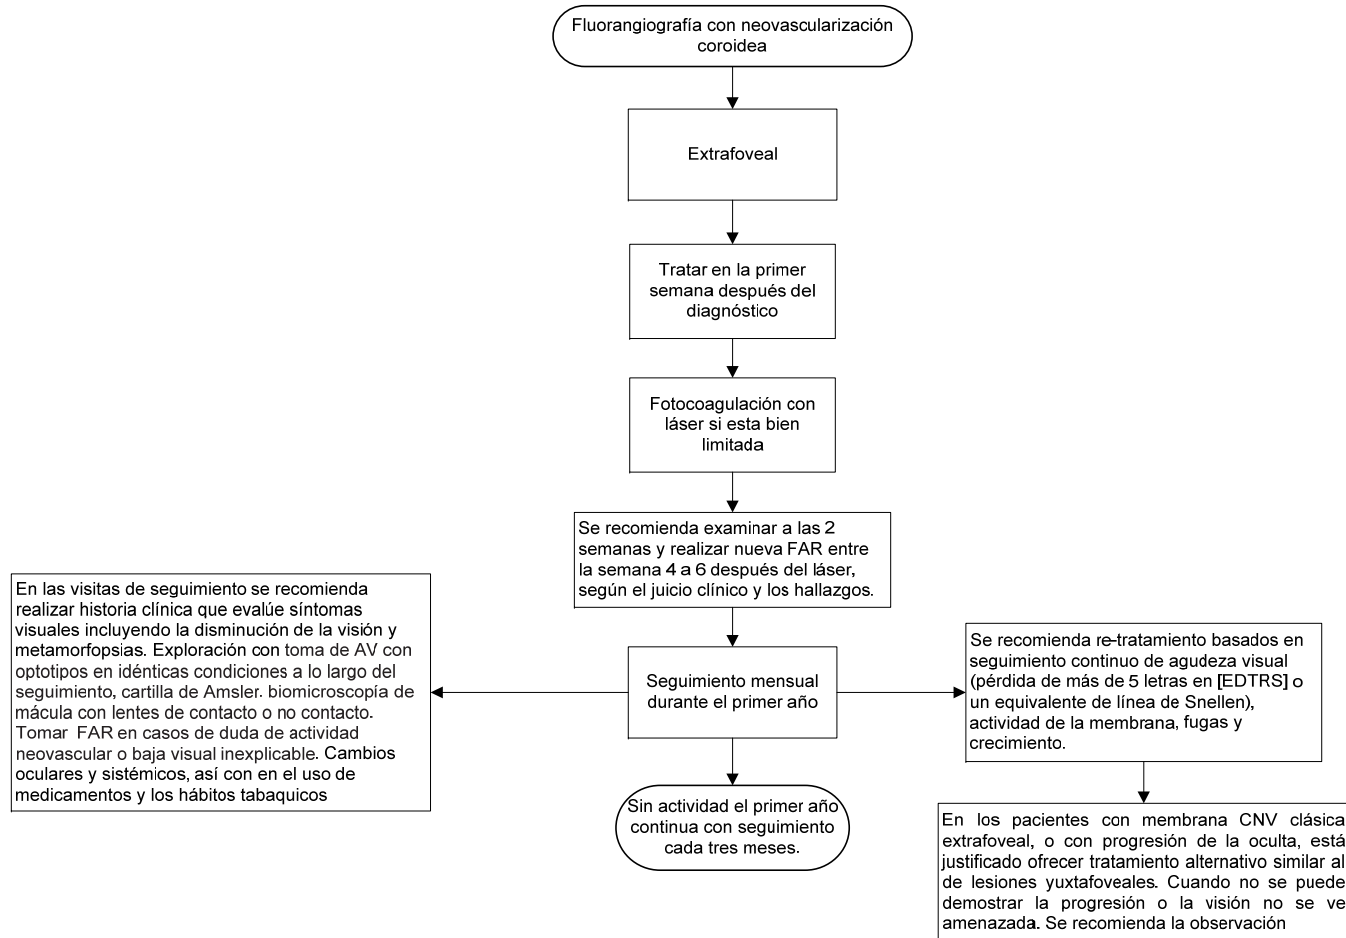 Fluorangiografía con neovascularización
coroidea
Extrafoveal
Tratar en la primer
semana después del
diagnóstico
Fotocoagulación con
láser si esta bien
limitada
Se recomienda examinar a las 2
semanas y realizar nueva FAR entre
la semana 4 a 6 después del láser,
según el juicio clínico y los hallazgos.
Seguimiento mensual
durante el primer año
En las visitas de seguimiento se recomienda
realizar historia clínica que evalúe síntomas
visuales incluyendo la disminución de la visión y
metamorfopsias. Exploración con toma de AV con
optotipos en idénticas condiciones a lo largo del
seguimiento, cartilla de Amsler. biomicroscopía de
mácula con lentes de contacto o no contacto.
Tomar FAR en casos de duda de actividad
neovascular o baja visual inexplicable. Cambios
oculares y sistémicos, así con en el uso de
medicamentos y los hábitos tabaquicos
Se recomienda re-tratamiento basados en
seguimiento continuo de agudeza visual
(pérdida de más de 5 letras en [EDTRS] o
un equivalente de línea de Snellen),
actividad de la membrana, fugas y
crecimiento.
Sin actividad el primer año
continua con seguimiento
cada tres meses.
En los pacientes con membrana CNV clásica
extrafoveal, o con progresión de la oculta, está
justificado ofrecer tratamiento alternativo similar al
de lesiones yuxtafoveales. Cuando no se puede
demostrar la progresión o la visión no se ve
amenazada. Se recomienda la observación